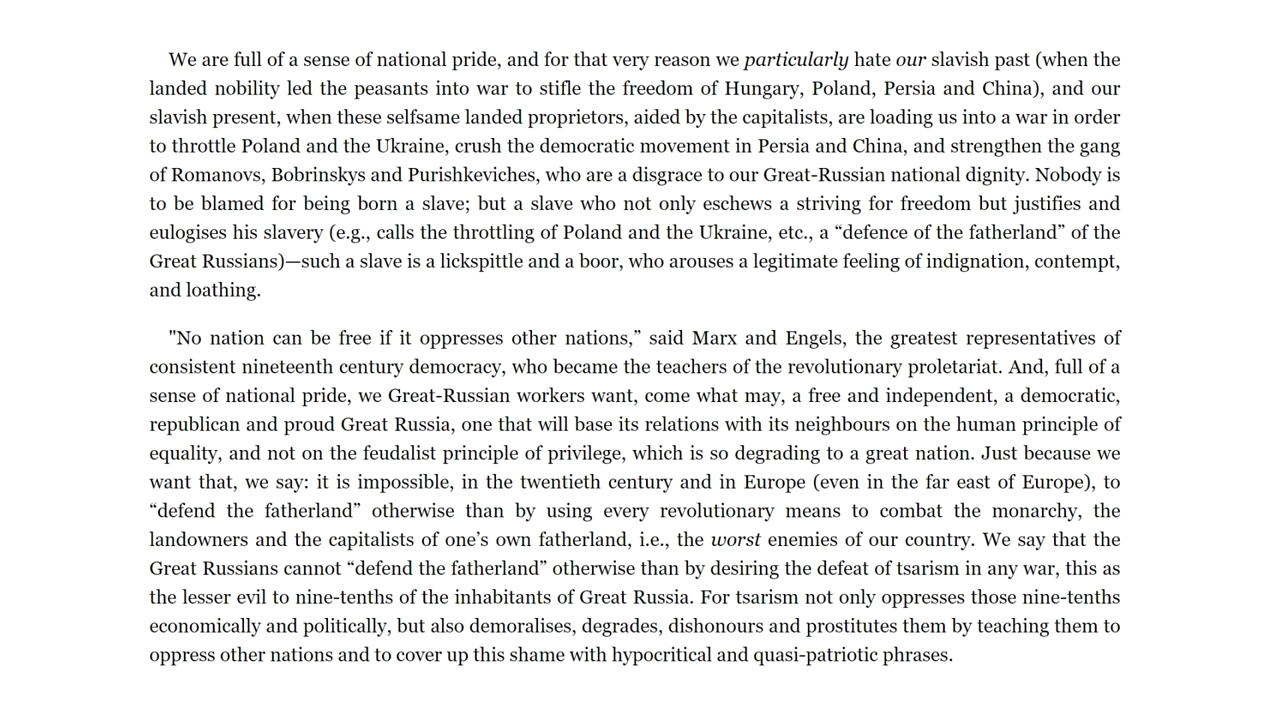 We are full of a sense of national pride, and for that very reason we particularly hate our slavish past (when the
landed nobility led the peasants into war to stifle the freedom of Hungary, Poland, Persia and China), and our
slavish present, when these selfsame landed proprietors, aided by the capitalists, are loading us into a war in order
to throttle Poland and the Ukraine, crush the democratic movement in Persia and China, and strengthen the gang
of Romanovs, Bobrinskys and Purishkeviches, who are a disgrace to our Great-Russian national dignity. Nobody is
to be blamed for being born a slave; but a slave who not only eschews a striving for freedom but justifies and
eulogises his slavery (e.g., calls the throttling of Poland and the Ukraine, etc., a “defence of the fatherland” of the
Great Russians)—such a slave is a lickspittle and a boor, who arouses a legitimate feeling of indignation, contempt,
and loathing.
"No nation can be free if it oppresses other nations,” said Marx and Engels, the greatest representatives of
consistent nineteenth century democracy, who became the teachers of the revolutionary proletariat. And, full of a
sense of national pride, we Great-Russian workers want, come what may, a free and independent, a democratic,
republican and proud Great Russia, one that will base its relations with its neighbours on the human principle of
equality, and not on the feudalist principle of privilege, which is so degrading to a great nation. Just because we
want that, we say: it is impossible, in the twentieth century and in Europe (even in the far east of Europe), to
“defend the fatherland” otherwise than by using every revolutionary means to combat the monarchy, the
landowners and the capitalists of one’s own fatherland, i.e., the worst enemies of our country. We say that the
Great Russians cannot “defend the fatherland” otherwise than by desiring the defeat of tsarism in any war, this as
the lesser evil to nine-tenths of the inhabitants of Great Russia. For tsarism not only oppresses those nine-tenths
economically and politically, but also demoralises, degrades, dishonours and prostitutes them by teaching them to
oppress other nations and to cover up this shame with hypocritical and quasi-patriotic phrases.